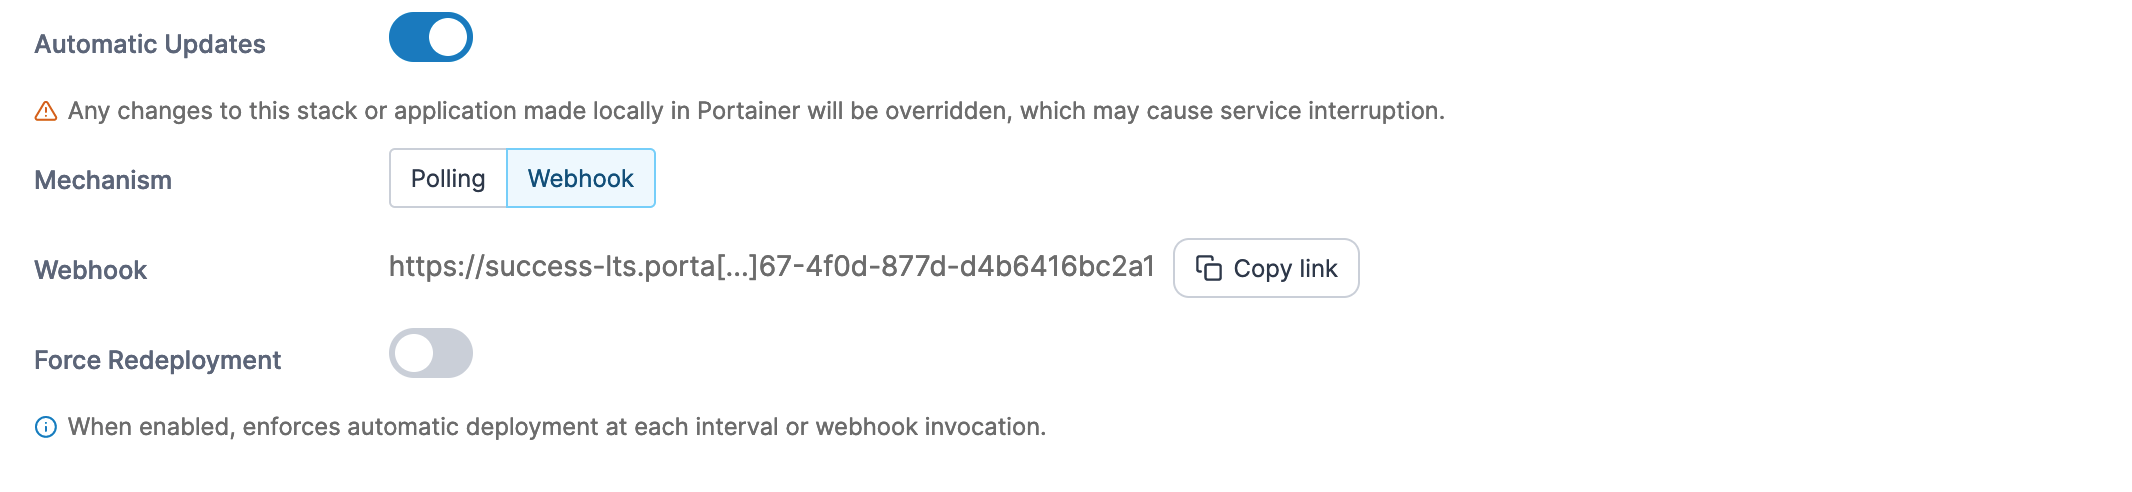 Automatic Updates
Any changes to this stack or application made locally in Portainer will be overridden, which may cause service interruption.
Mechanism Polling Webhook
Webhook https://success-lts.porta[...]67-4f0d-877d-d4b6416bc2a1 Copy link
Force Redeployment
When enabled, enforces automatic deployment at each interval or webhook invocation.